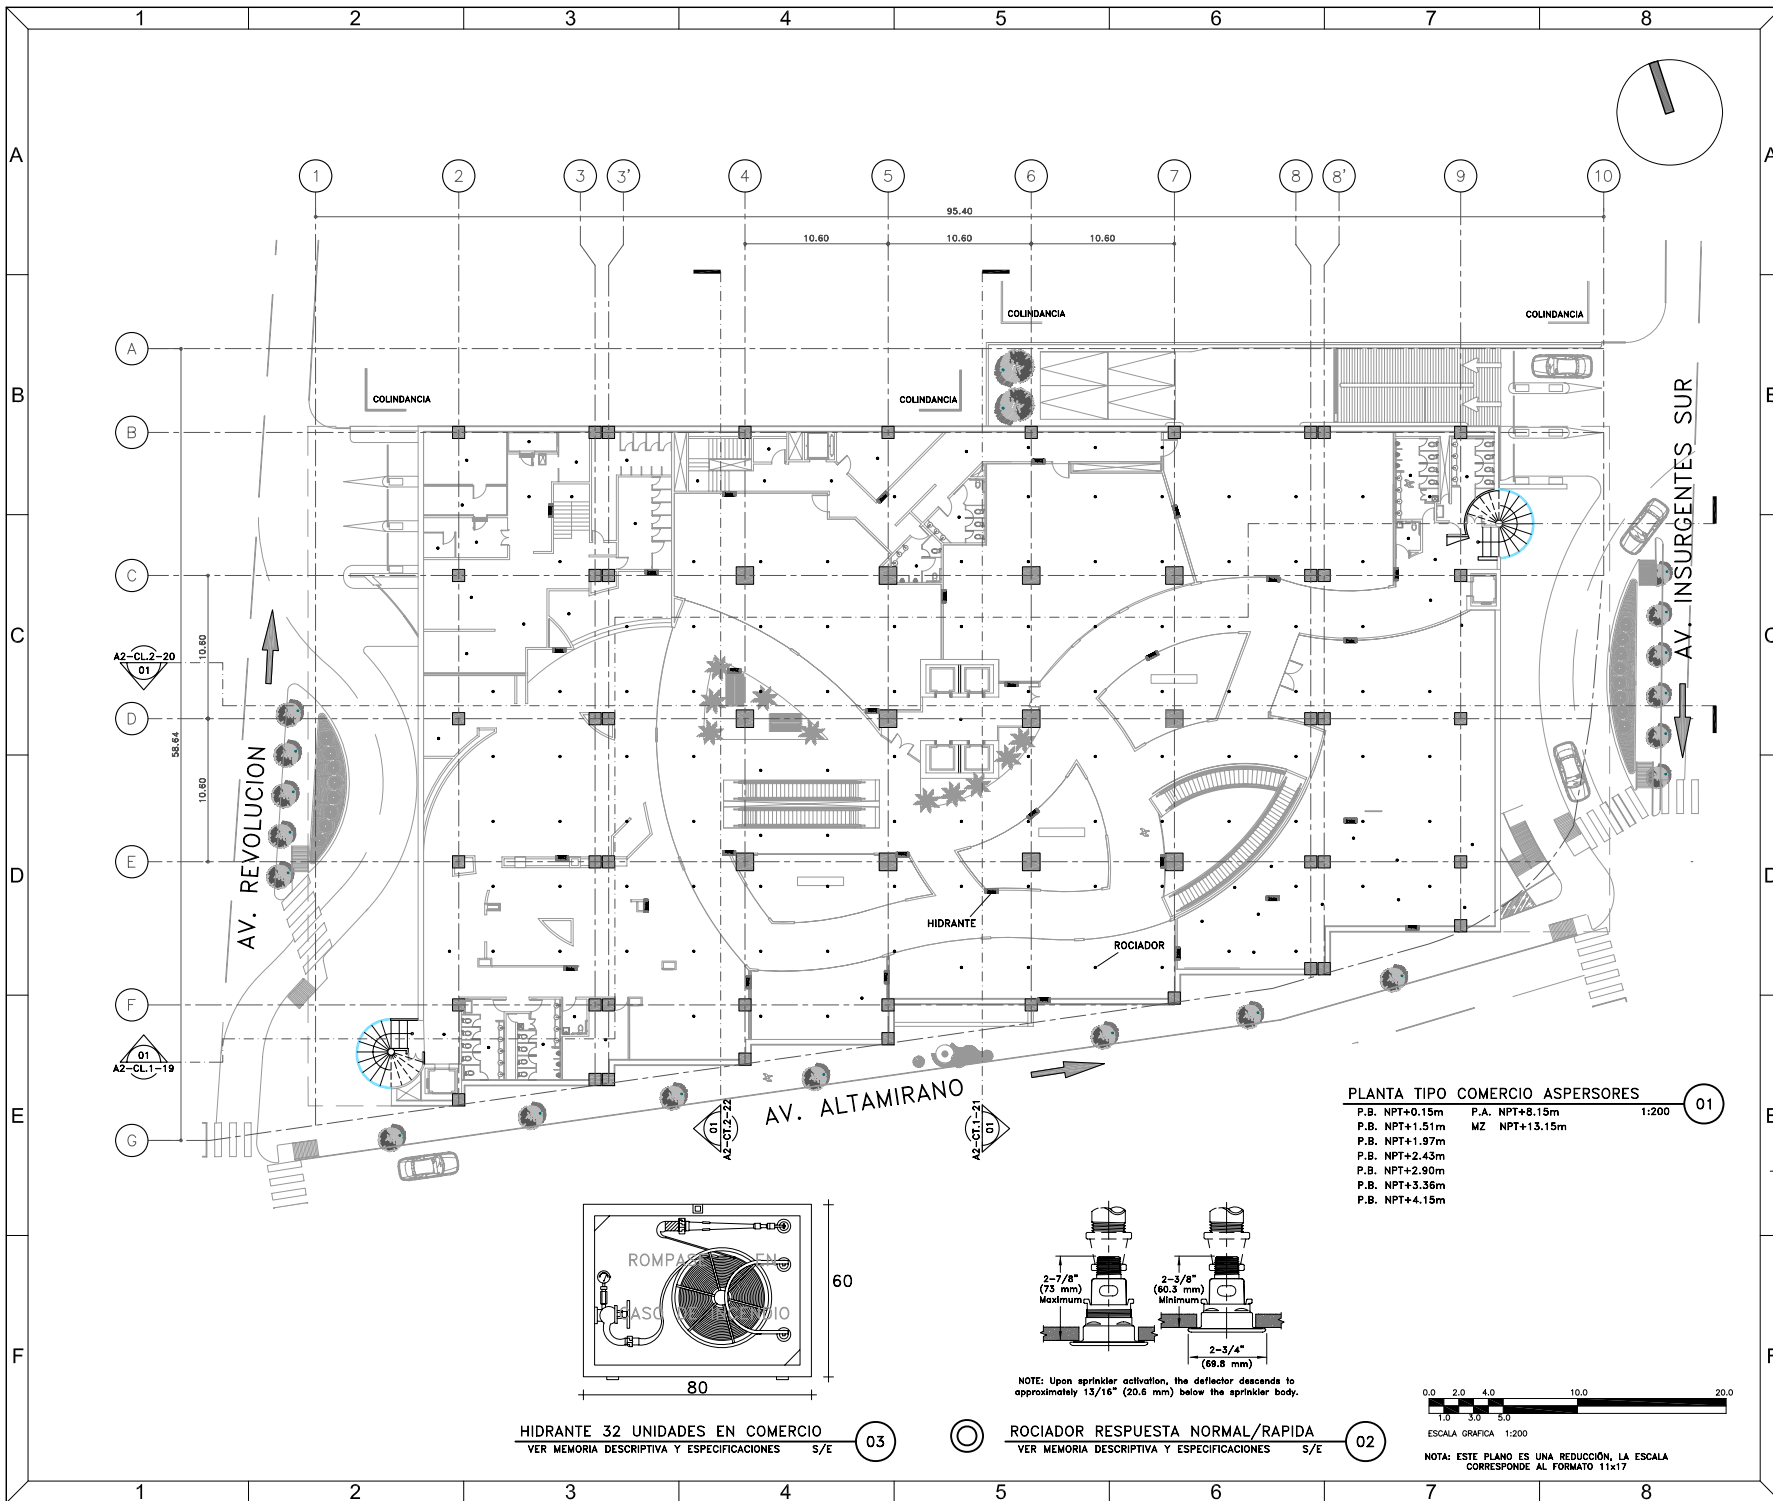 1 2 3 4 5 6 7 8
A
A
1 2 3 3' 4 5 6 7 8 8' 9 10
95.40
10.60 10.60 10.60
COLINDANCIA
COLINDANCIA
A
B
COLINDANCIA
COLINDANCIA
B
C
AV. INSURGENTES SUR
C
10.60
A2-CL.2-20
01
D
58.64
10.60
AV. REVOLUCION
E
D
HIDRANTE
ROCIADOR
F
01
A2-CL.1-19
AV. ALTAMIRANO
01
A2-CT.2-22
A2-CT.1-21
01
E
G
PLANTA TIPO COMERCIO ASPERSORES
01
P.B. NPT+0.15m P.A. NPT+8.15m 1:200
P.B. NPT+1.51m MZ NPT+13.15m
P.B. NPT+1.97m
P.B. NPT+2.43m
P.B. NPT+2.90m
P.B. NPT+3.36m
P.B. NPT+4.15m
EN
60
80
2-7/8"
(73 mm)
Maximum
2-3/8"
(60.3 mm)
Minimum
2-3/4"
(69.8 mm)
NOTE: Upon sprinkler activation, the deflector descends to
approximately 13/16" (20.6 mm) below the sprinkler body.
F
HIDRANTE 32 UNIDADES EN COMERCIO
VER MEMORIA DESCRIPTIVA Y ESPECIFICACIONES S/E
03
ROCIADOR RESPUESTA NORMAL/RAPIDA
VER MEMORIA DESCRIPTIVA Y ESPECIFICACIONES S/E
02
0.0 2.0 4.0 10.0 20.0
1.0 3.0 5.0
ESCALA GRAFICA 1:200
NOTA: ESTE PLANO ES UNA REDUCCIÓN, LA ESCALA
CORRESPONDE AL FORMATO 11x17
1 2 3 4 5 6 7 8